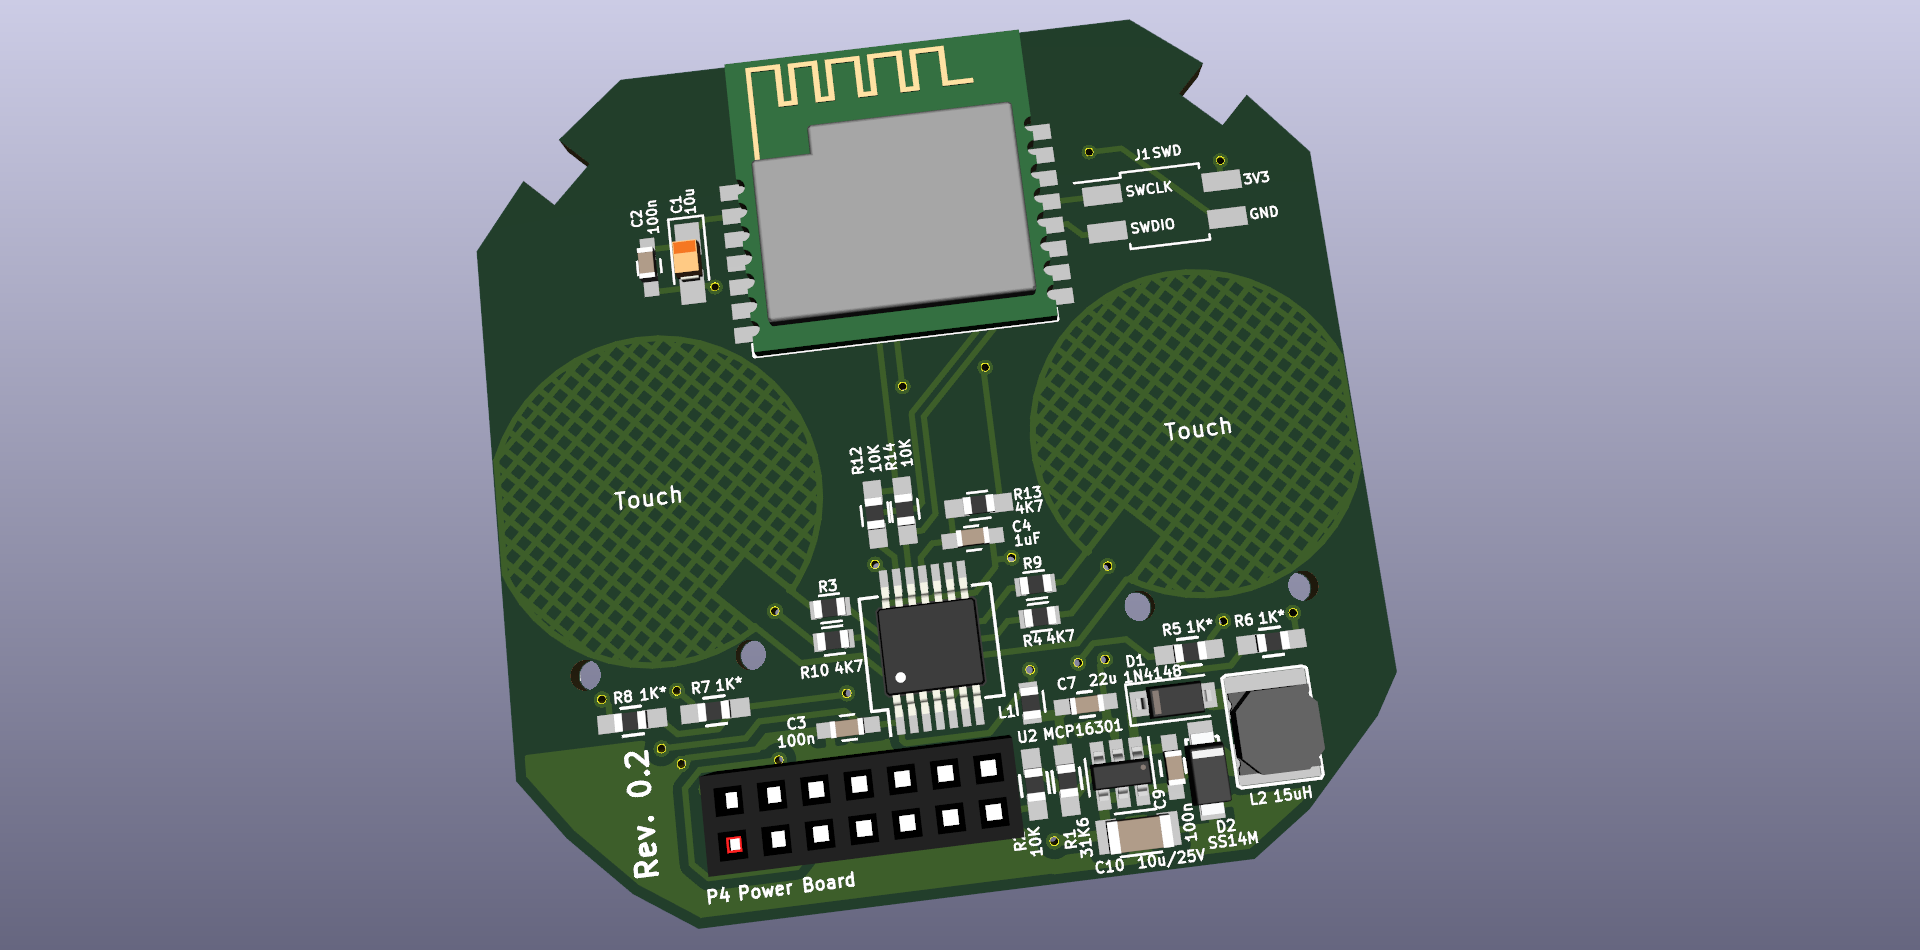 J1 SWD
3V3
SWCLK
GND
SWDIO
C2
100n
C1
10u
Touch
Touch
R12
10K
R14
10K
R13
4K7
C4
1uF
R9
R3
R4 4K7
R10 4K7
R5 1K*
R6 1K*
D1
1N4148
R8 1K*
R7 1K*
C7 22u
L1
C3
100n
U2 MCP16301
Rev. 0.2
10K
R1
31K6
C9
100n
L2 15uH
D2
SS14M
C10 10u/25V
P4 Power Board